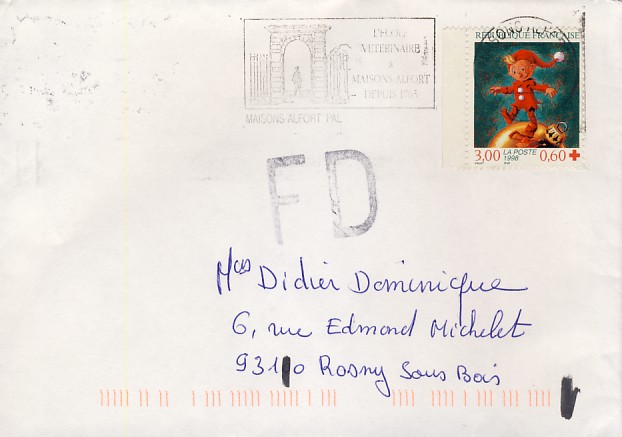 L'ECOLE
VETERINAIRE
A
MAISONS-ALFORT
DEPUIS 1765
MAISONS ALFORT PAL
REPUBLIQUE FRANÇAISE
3,00 LA POSTE 0,60 +
1998
FD
Didier Dominique
6, rue Edmond Michelet
93110 Rosny Sous Bois